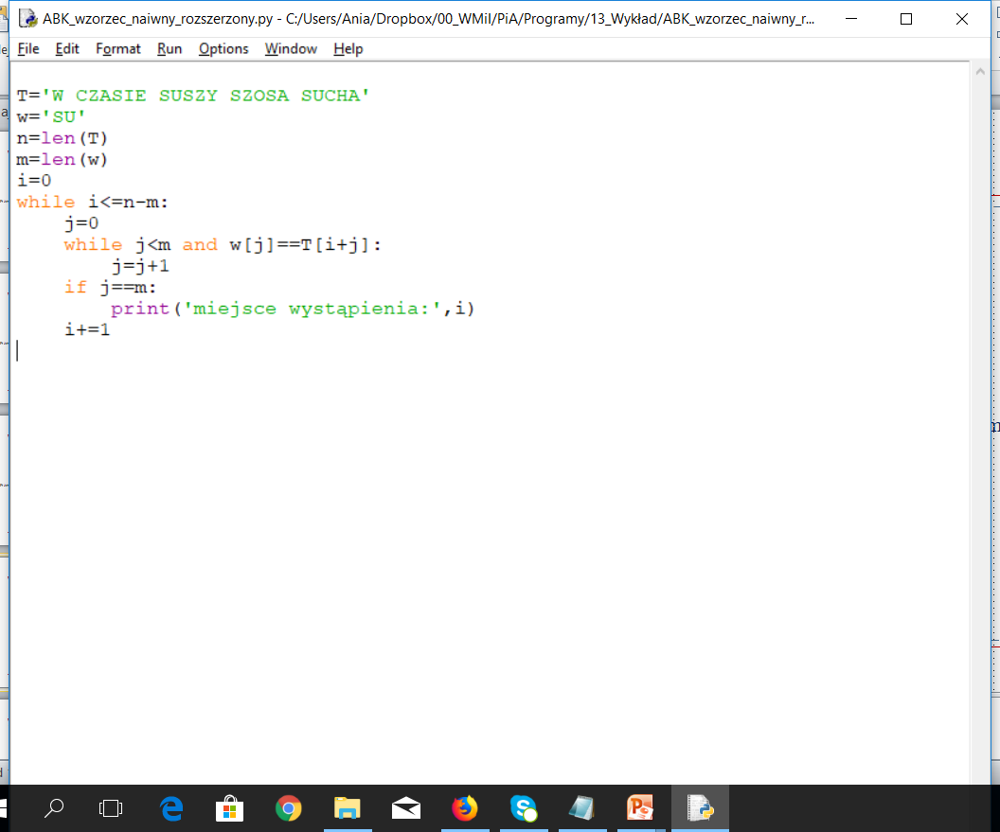 ABK_wzorzec_naiwny_rozszerzony.py - C:/Users/Ania/Dropbox/00_WMiI/PiA/Programy/13_Wykład/ABK_wzorzec_naiwny_r...
File Edit Format Run Options Window Help
T='W CZASIE SUSZY SZOSA SUCHA'
w='SU'
n=len(T)
m=len(w)
i=0
while i<=n-m:
    j=0
    while j<m and w[j]==T[i+j]:
        j=j+1
    if j==m:
        print('miejsce wystąpienia:',i)
    i+=1